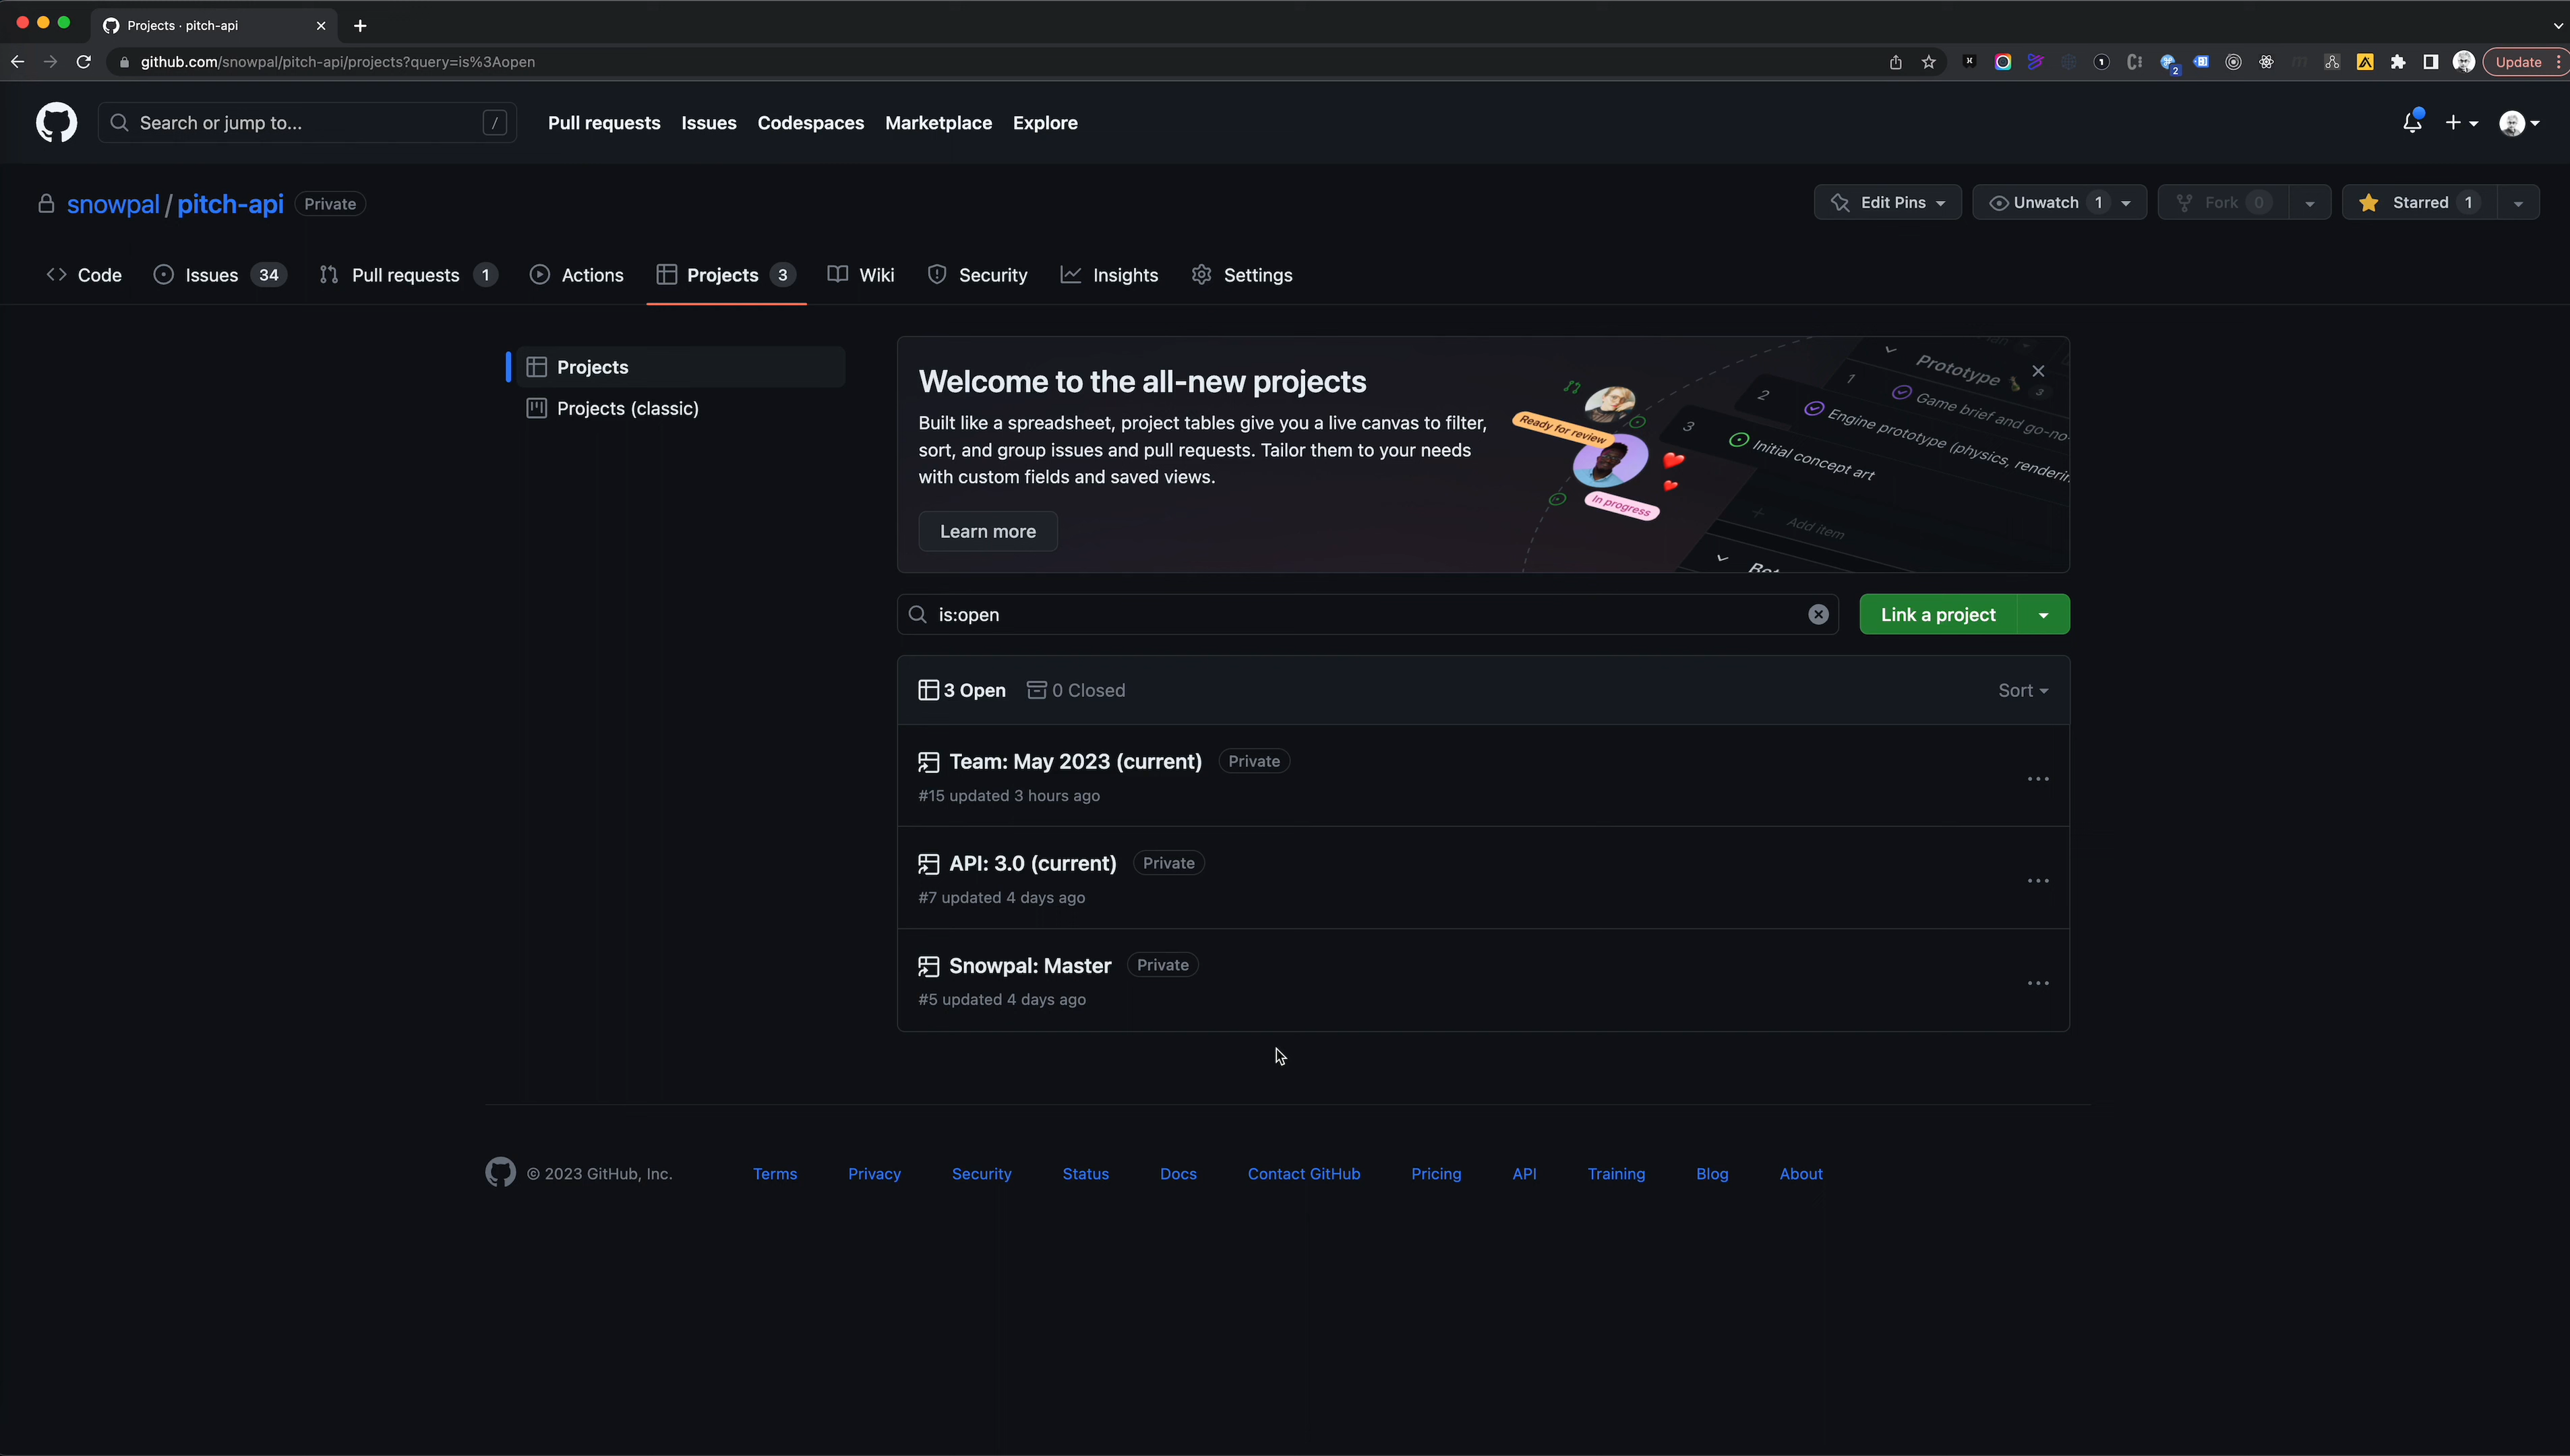 Projects · pitch-api
github.com/snowpal/pitch-api/projects?query=is%3Aopen
2
Update
Search or jump to...
/
Pull requests
Issues
Codespaces
Marketplace
Explore
snowpal / pitch-api
Private
Edit Pins
Unwatch 1
Fork 0
Starred 1
Code
Issues 34
Pull requests 1
Actions
Projects 3
Wiki
Security
Insights
Settings
Projects
Projects (classic)
Welcome to the all-new projects
Built like a spreadsheet, project tables give you a live canvas to filter,
sort, and group issues and pull requests. Tailor them to your needs
with custom fields and saved views.
Learn more
Ready for review
In progress
Prototype 3
1 Game brief and go-no-
2 Engine prototype (physics, renderin
3 Initial concept art
Add item
is:open
Link a project
3 Open
0 Closed
Sort
Team: May 2023 (current)
Private
#15 updated 3 hours ago
API: 3.0 (current)
Private
#7 updated 4 days ago
Snowpal: Master
Private
#5 updated 4 days ago
© 2023 GitHub, Inc.
Terms
Privacy
Security
Status
Docs
Contact GitHub
Pricing
API
Training
Blog
About